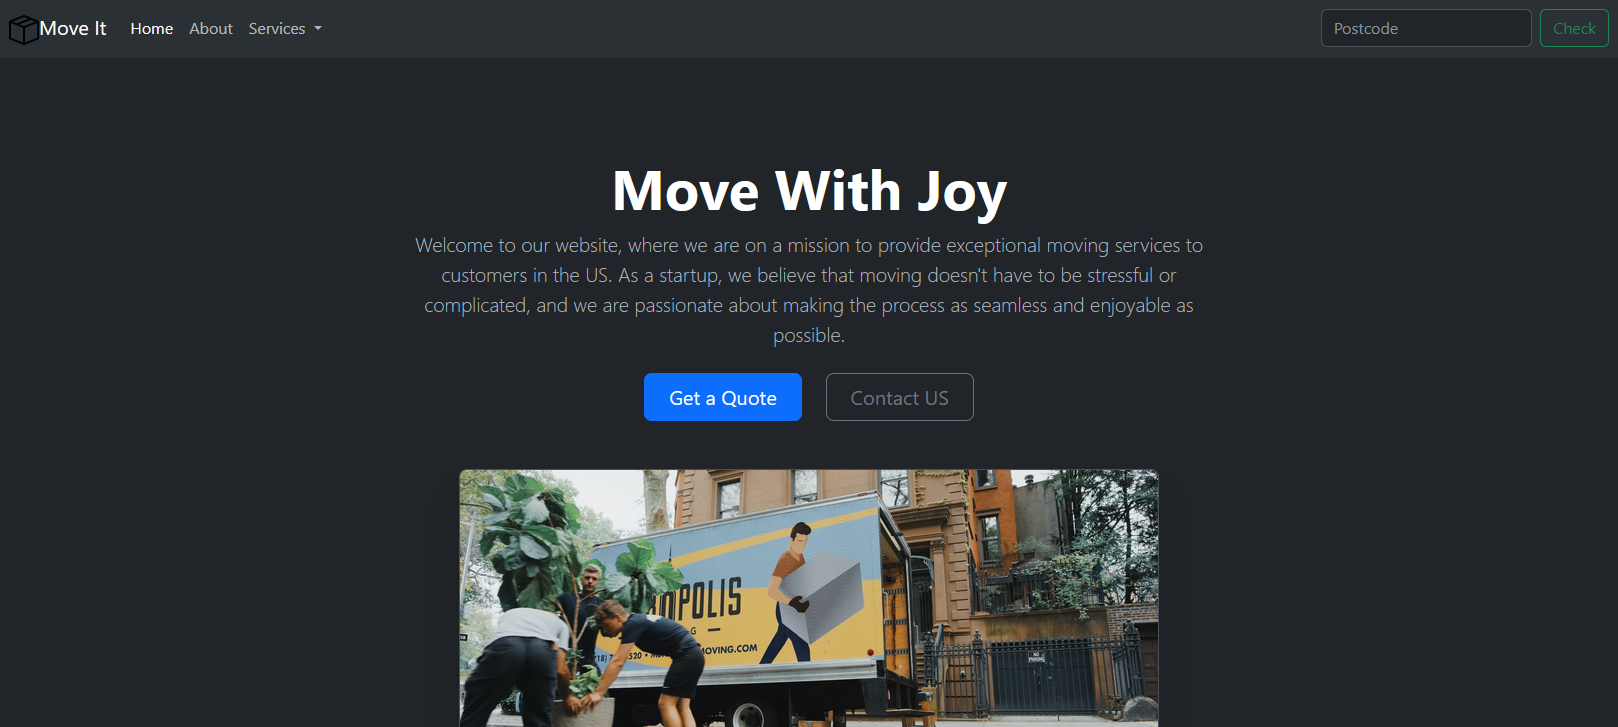 Move It
Home
About
Services
Postcode
Check
Move With Joy
Welcome to our website, where we are on a mission to provide exceptional moving services to
customers in the US. As a startup, we believe that moving doesn't have to be stressful or
complicated, and we are passionate about making the process as seamless and enjoyable as
possible.
Get a Quote
Contact US
POLIS
MOVING.COM
NO
PARKING